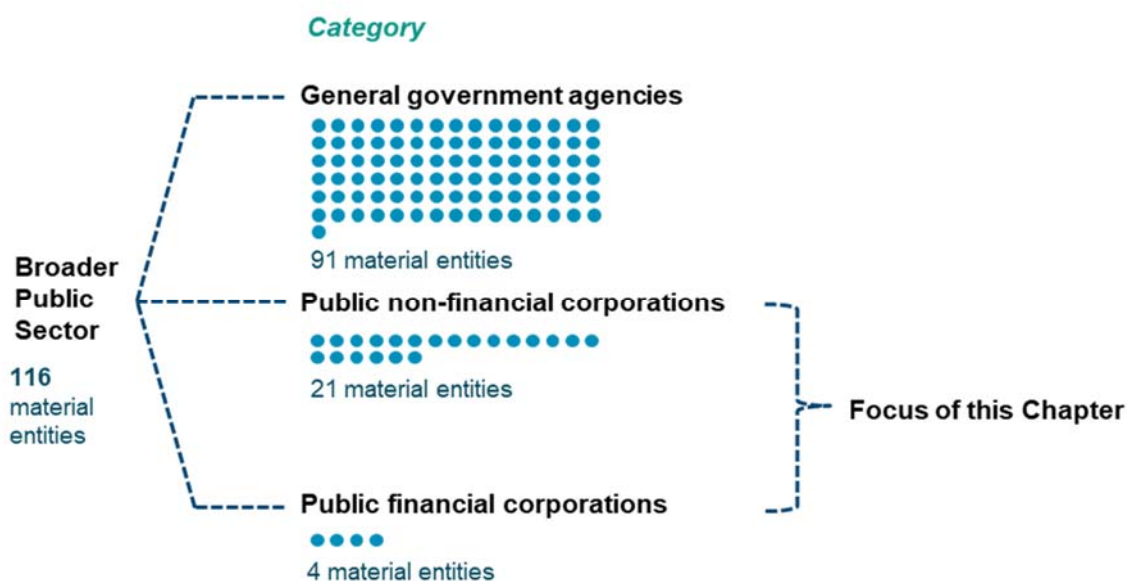 Category
General government agencies
91 material entities
Broader
Public
Sector
116
material
entities
Public non-financial corporations
21 material entities
Focus of this Chapter
Public financial corporations
4 material entities